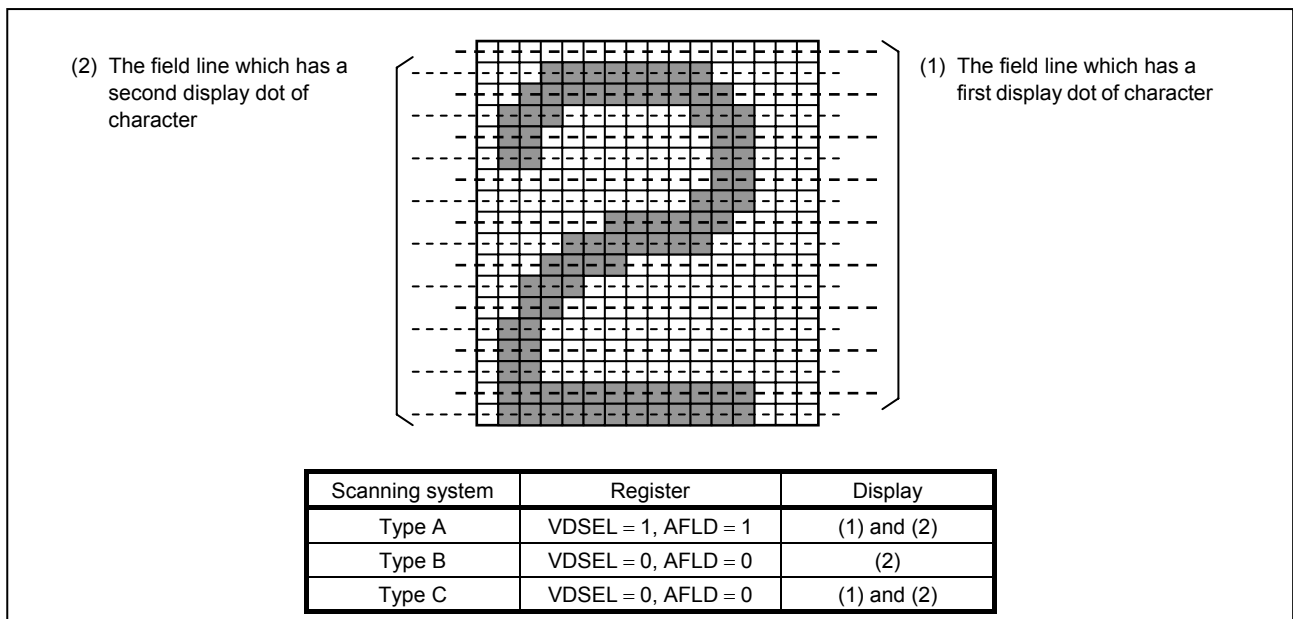 (2) The field line which has a
second display dot of
character
(1) The field line which has a
first display dot of character
Scanning system Register Display
Type A VDSEL = 1, AFLD = 1 (1) and (2)
Type B VDSEL = 0, AFLD = 0 (2)
Type C VDSEL = 0, AFLD = 0 (1) and (2)